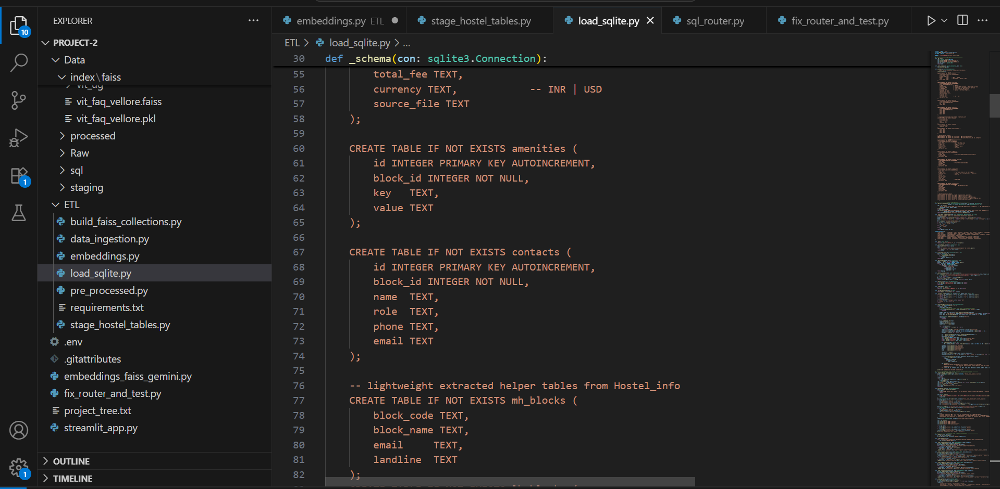 EXPLORER
PROJECT-2
Data
index\faiss
vit_ug
vit_faq_vellore.faiss
vit_faq_vellore.pkl
processed
Raw
sql
staging
ETL
build_faiss_collections.py
data_ingestion.py
embeddings.py
load_sqlite.py
pre_processed.py
requirements.txt
stage_hostel_tables.py
.env
.gitattributes
embeddings_faiss_gemini.py
fix_router_and_test.py
project_tree.txt
streamlit_app.py
OUTLINE
TIMELINE
10
1
1
embeddings.py ETL
stage_hostel_tables.py
load_sqlite.py
sql_router.py
fix_router_and_test.py
ETL > load_sqlite.py > ...
30 def _schema(con: sqlite3.Connection):
55 total_fee TEXT,
56 currency TEXT, -- INR | USD
57 source_file TEXT
58 );
59
60 CREATE TABLE IF NOT EXISTS amenities (
61 id INTEGER PRIMARY KEY AUTOINCREMENT,
62 block_id INTEGER NOT NULL,
63 key TEXT,
64 value TEXT
65 );
66
67 CREATE TABLE IF NOT EXISTS contacts (
68 id INTEGER PRIMARY KEY AUTOINCREMENT,
69 block_id INTEGER NOT NULL,
70 name TEXT,
71 role TEXT,
72 phone TEXT,
73 email TEXT
74 );
75
76 -- lightweight extracted helper tables from Hostel_info
77 CREATE TABLE IF NOT EXISTS mh_blocks (
78 block_code TEXT,
79 block_name TEXT,
80 email TEXT,
81 landline TEXT
82 );